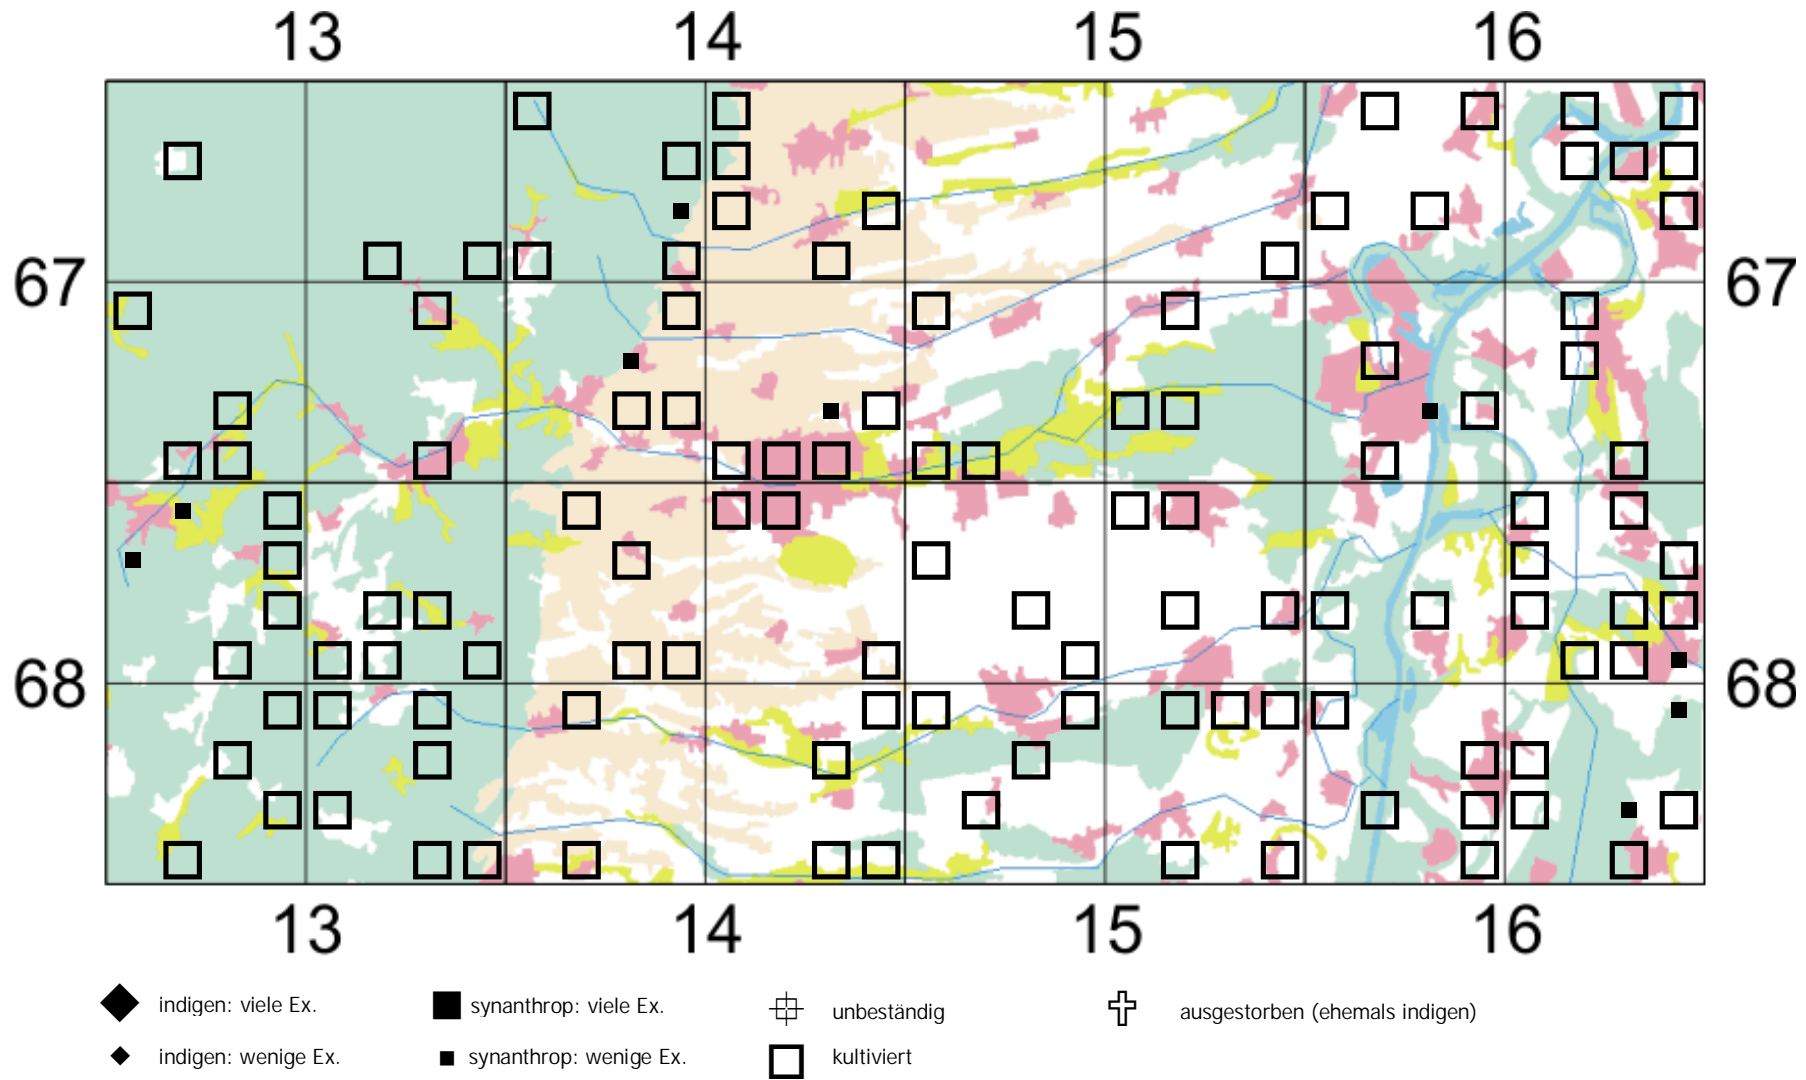 13 14 15 16
67 67
68 68
13 14 15 16
indigen: viele Ex. synanthrop: viele Ex. unbeständig ausgestorben (ehemals indigen)
indigen: wenige Ex. synanthrop: wenige Ex. kultiviert